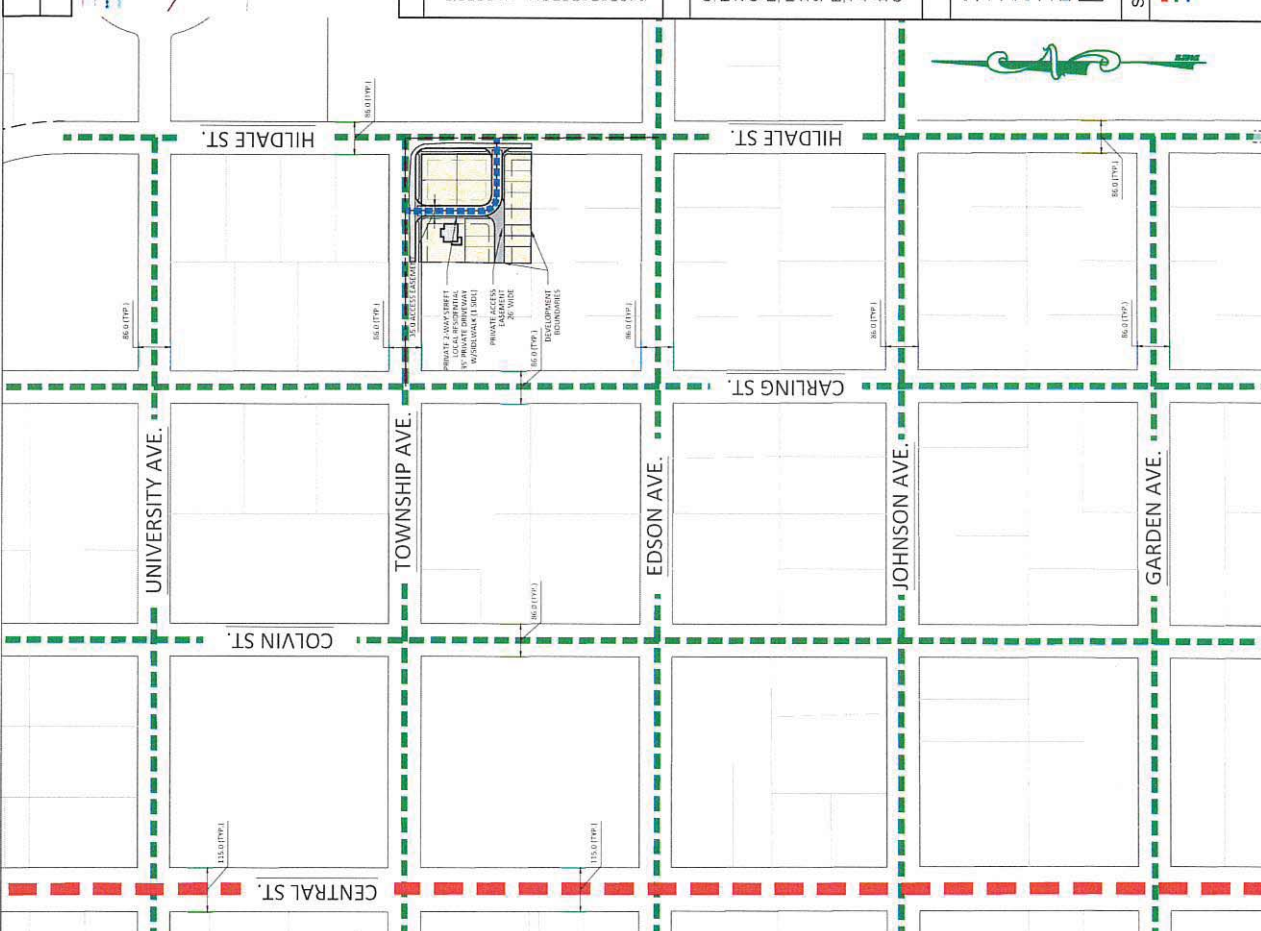 86.0 (TYP.)
HILDALE ST.
HILDALE ST.
86.0 (TYP.)
86.0 (TYP.)
86.0 (TYP.)
36.0 ACCESS EASEMENT
PRIVATE 2-WAY STREET
LOCAL RESIDENTIAL
PRIVATE DRIVEWAY
W/SIDEWALK (1 SIDE)
PRIVATE ACCESS
EASEMENT
26' WIDE
DEVELOPMENT
BOUNDARIES
86.0 (TYP.)
86.0 (TYP.)
86.0 (TYP.)
86.0 (TYP.)
CARLING ST.
UNIVERSITY AVE.
TOWNSHIP AVE.
EDSON AVE.
JOHNSON AVE.
GARDEN AVE.
86.0 (TYP.)
COLVIN ST.
115.0 (TYP.)
115.0 (TYP.)
CENTRAL ST.